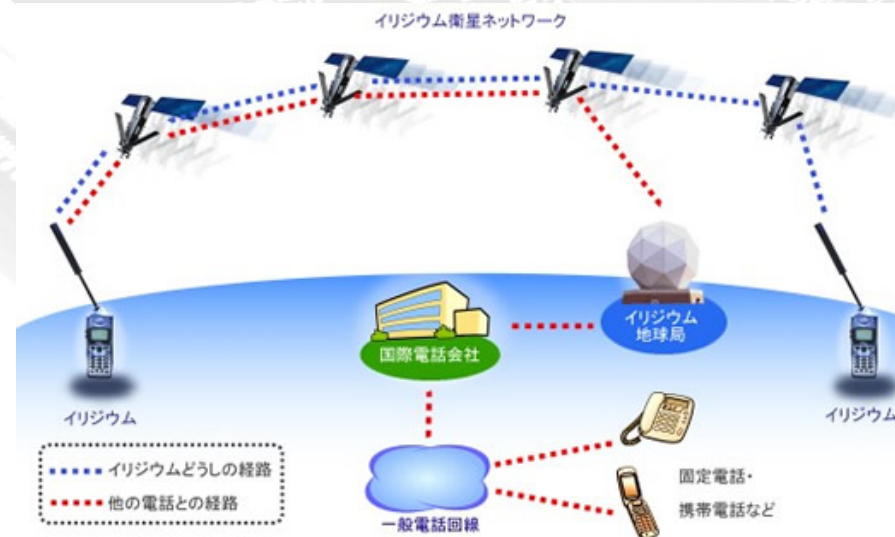 イリジウム衛星ネットワーク
イリジウム
地球局
国際電話会社
イリジウム
イリジウム
イリジウムどうしの経路
他の電話との経路
固定電話・
携帯電話など
一般電話回線